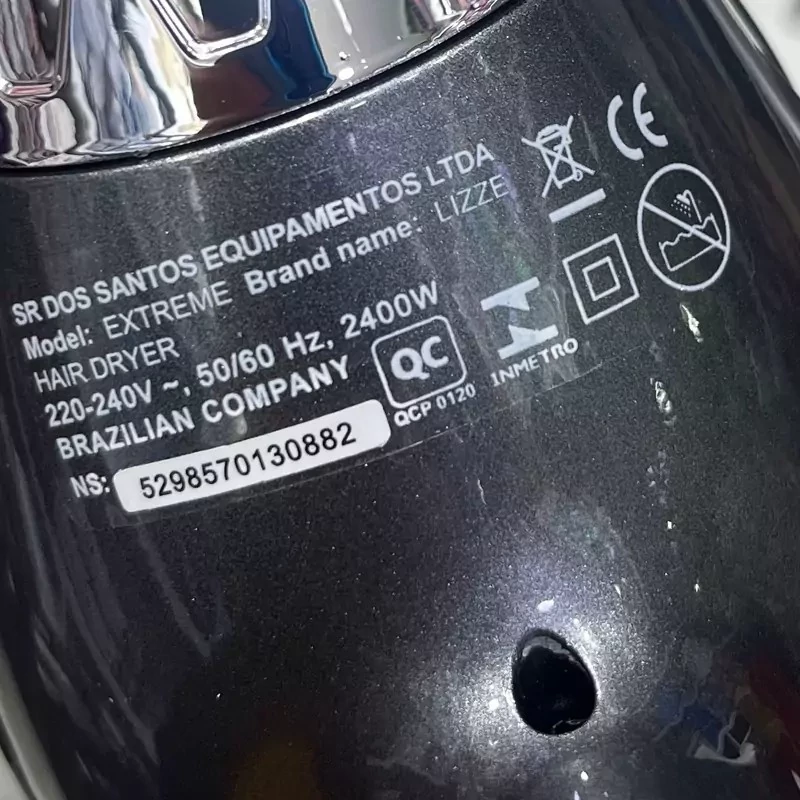 SR DOS SANTOS EQUIPAMENTOS LTDA
Model: EXTREME Brand name: LIZZE
HAIR DRYER
220-240V ~, 50/60 Hz, 2400W
BRAZILIAN COMPANY
NS: 5298570130882
QC
QCP 0120
INMETRO
CE